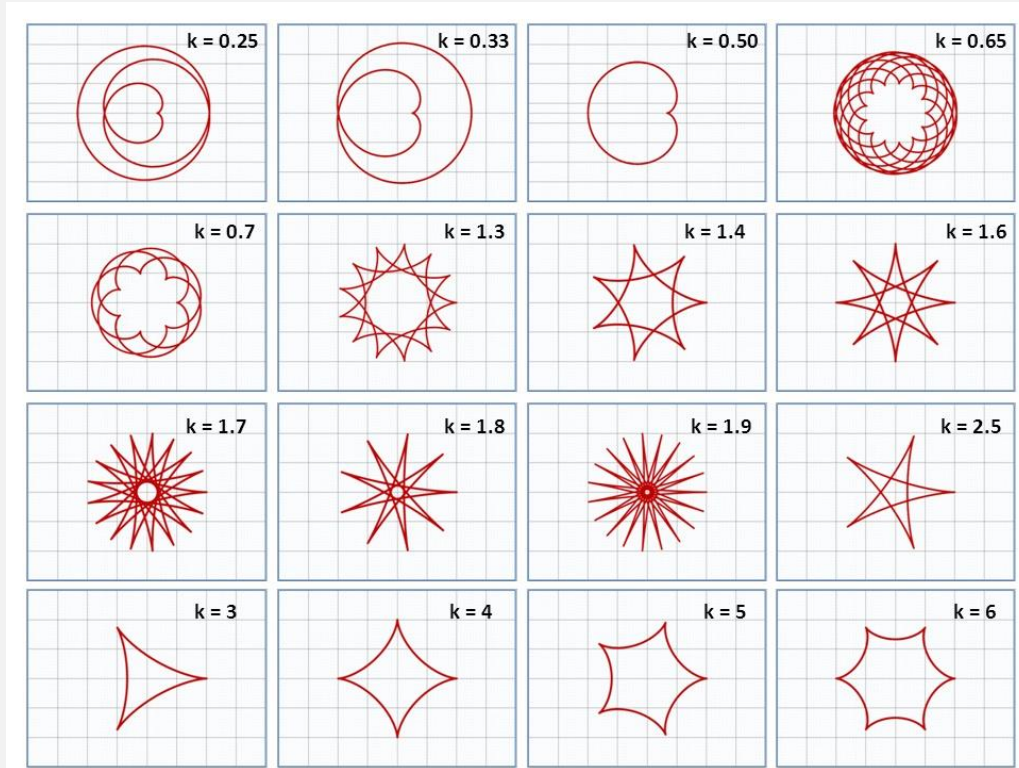 k = 0.25
k = 0.33
k = 0.50
k = 0.65
k = 0.7
k = 1.3
k = 1.4
k = 1.6
k = 1.7
k = 1.8
k = 1.9
k = 2.5
k = 3
k = 4
k = 5
k = 6